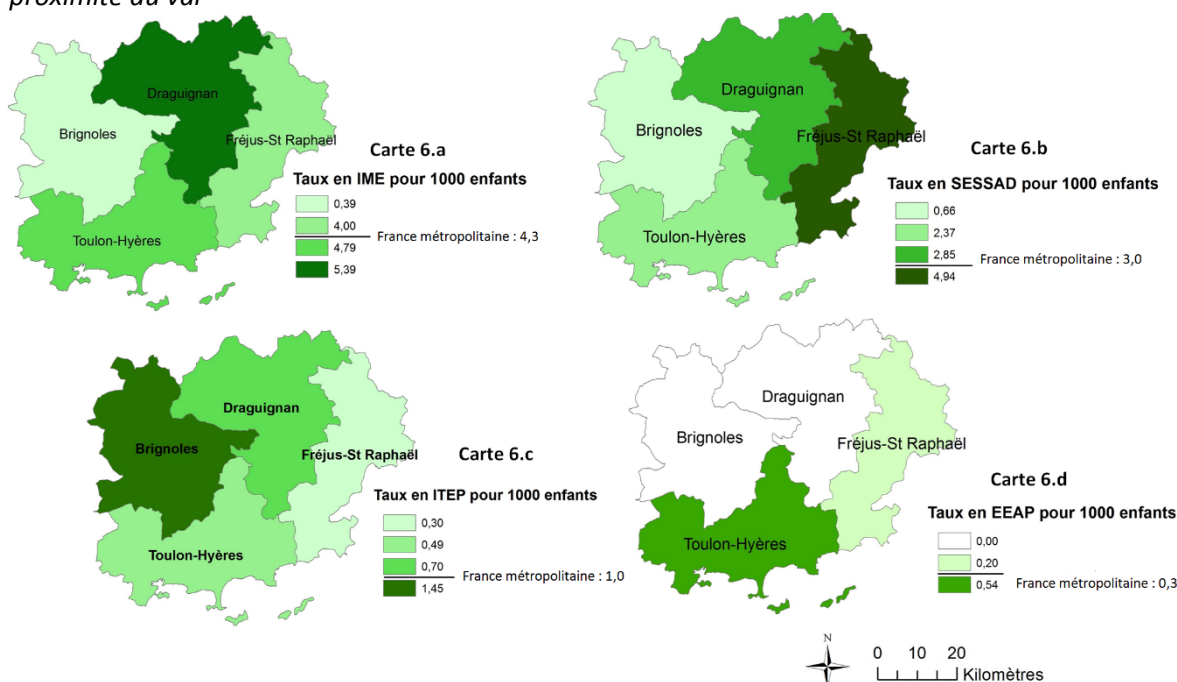 proximité du Var
Draguignan
Brignoles
Fréjus-St Raphaël
Toulon-Hyères
Carte 6.a
Taux en IME pour 1000 enfants
0,39
4,00
France métropolitaine : 4,3
4,79
5,39
Draguignan
Brignoles
Fréjus-St Raphaël
Toulon-Hyères
Carte 6.b
Taux en SESSAD pour 1000 enfants
0,66
2,37
2,85
France métropolitaine : 3,0
4,94
Draguignan
Brignoles
Fréjus-St Raphaël
Toulon-Hyères
Carte 6.c
Taux en ITEP pour 1000 enfants
0,30
0,49
0,70
France métropolitaine : 1,0
1,45
Draguignan
Brignoles
Fréjus-St Raphaël
Toulon-Hyères
Carte 6.d
Taux en EEAP pour 1000 enfants
0,00
0,20
0,54 France métropolitaine : 0,3
N
0 10 20
Kilomètres